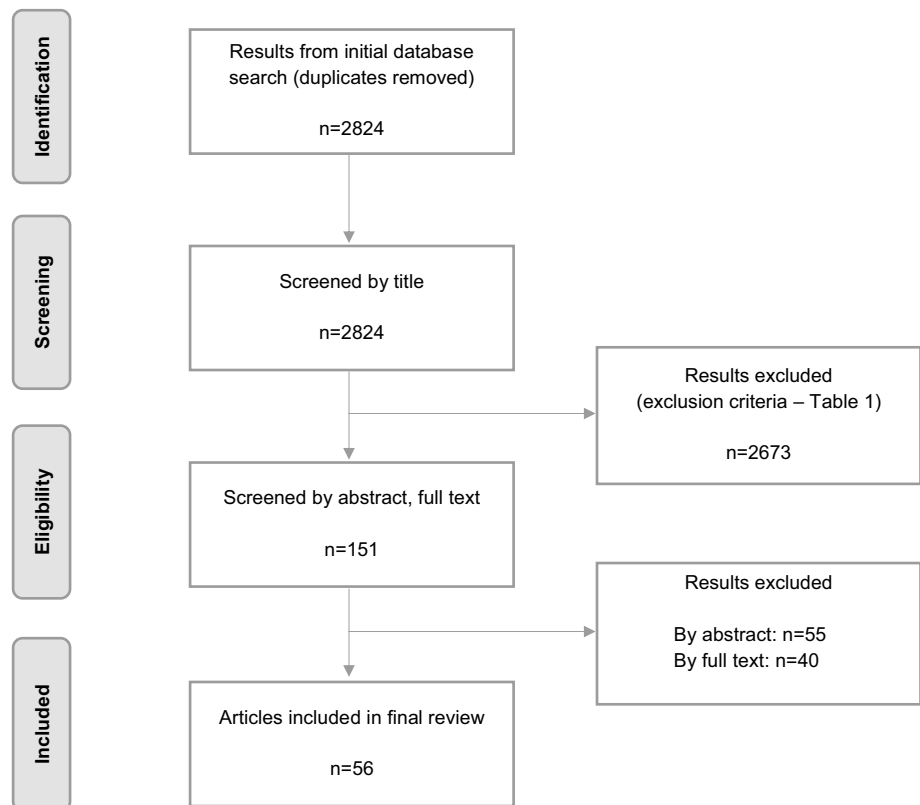 Identification
Results from initial database
search (duplicates removed)
n=2824
Screening
Screened by title
n=2824
Results excluded
(exclusion criteria – Table 1)
n=2673
Eligibility
Screened by abstract, full text
n=151
Results excluded
By abstract: n=55
By full text: n=40
Included
Articles included in final review
n=56